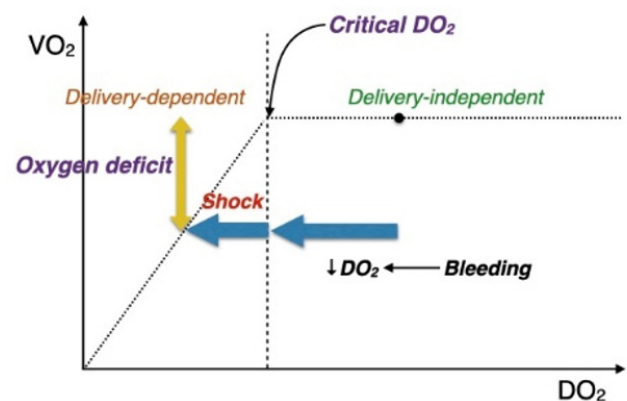 Critical DO₂
VO₂
Delivery-dependent
Delivery-independent
Oxygen deficit
Shock
↓DO₂ Bleeding
DO₂